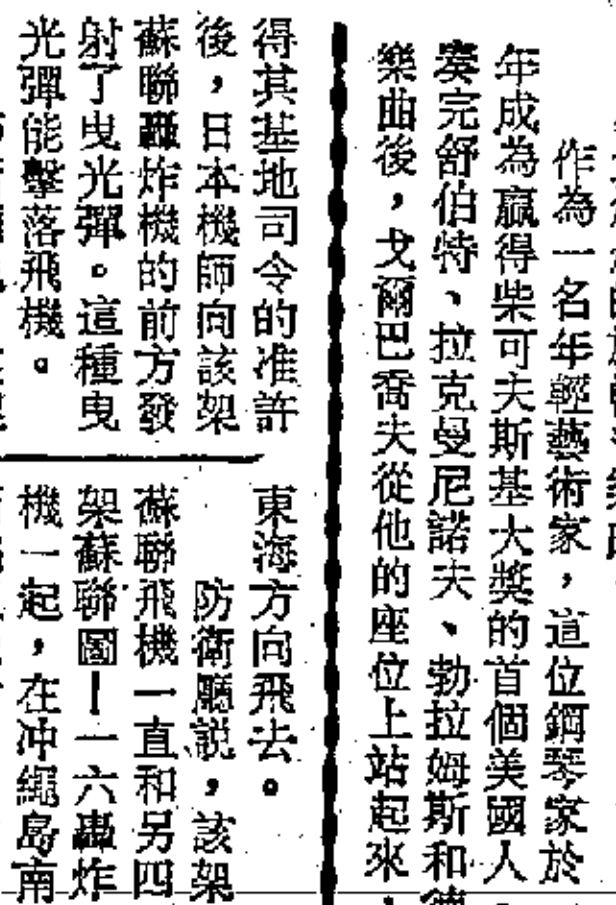 作為一名年輕藝術家，這位鋼琴家於
年成為贏得柴可夫斯基大獎的首個美國人
奏完舒伯特、拉克曼尼諾夫、勃拉姆斯和德
樂曲後，戈爾巴喬夫從他的座位上站起來，
得其基地司令的准許
後，日本機師向該架
蘇聯轟炸機的前方發
射了曳光彈。這種曳
光彈能擊落飛機。
東海方向飛去。
防衛廳説，該架
蘇聯飛機一直和另四
架蘇聯圖－一六轟炸
機一起，在沖繩島南